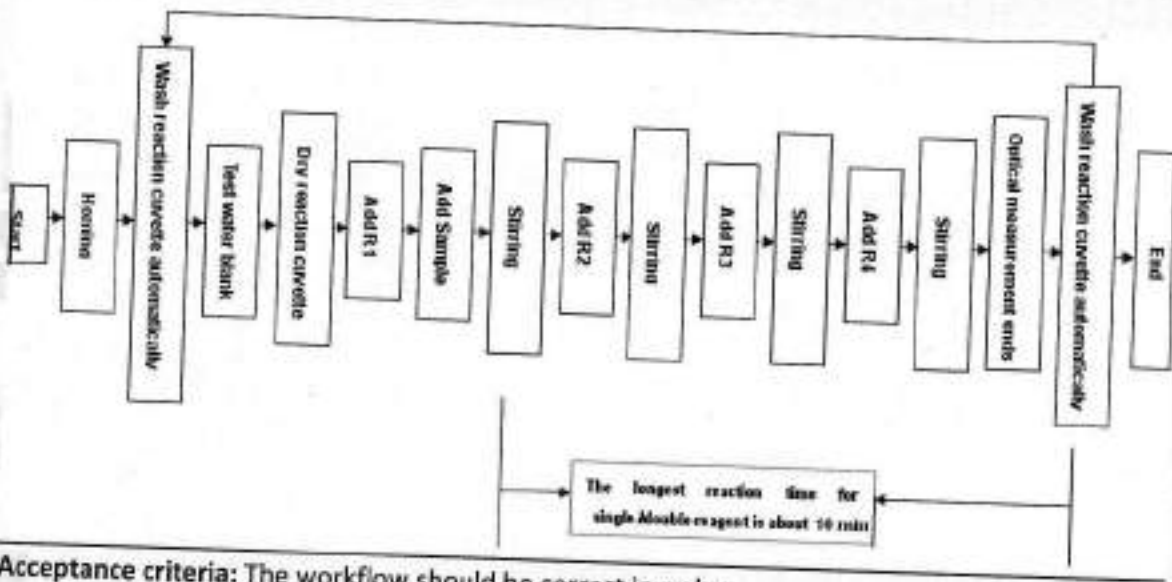 Start
Homing
Wash reaction cuvette automatically
Test water blank
Dry reaction cuvette
Add R1
Add Sample
Stirring
Add R2
Stirring
Add R3
Stirring
Add R4
Stirring
Optical measurement ends
Wash reaction cuvette automatically
End
The longest reaction time for
single /double reagent is about 10 min
Acceptance criteria: The workflow should be correct in